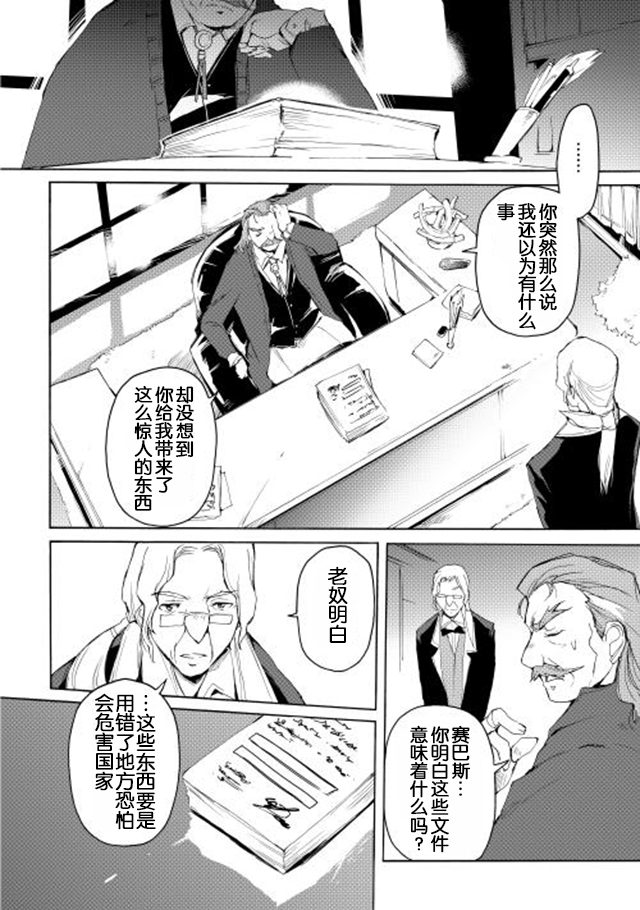 ……
你突然那么说
我还以为有什么
事
却没想到
你给我带来了
这么惊人的东西
赛巴斯…
你明白这些文件
意味着什么吗？
老奴明白
…这些东西要是
用错了地方恐怕
会危害国家